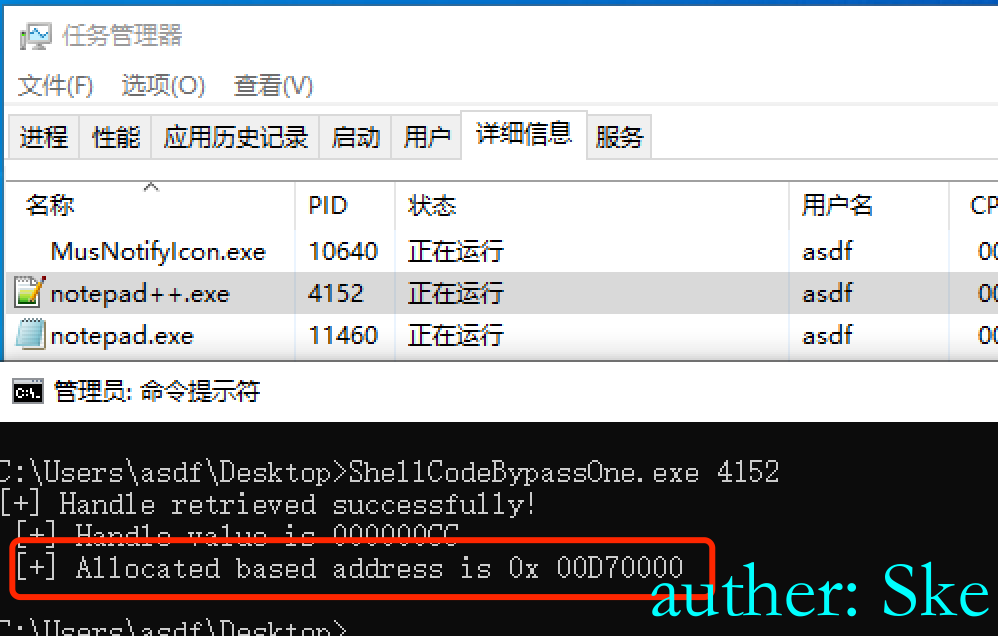 任务管理器
文件(F) 选项(O) 查看(V)
进程 性能 应用历史记录 启动 用户 详细信息 服务
名称 PID 状态 用户名 CP
MusNotifyIcon.exe 10640 正在运行 asdf 00
notepad++.exe 4152 正在运行 asdf 00
notepad.exe 11460 正在运行 asdf 00
管理员: 命令提示符
C:\Users\asdf\Desktop>ShellCodeBypassOne.exe 4152
[+] Handle retrieved successfully!
[+] Handle value is 000000CC
[+] Allocated based address is 0x 00D70000
auther: Ske
C:\Users\asdf\Desktop>